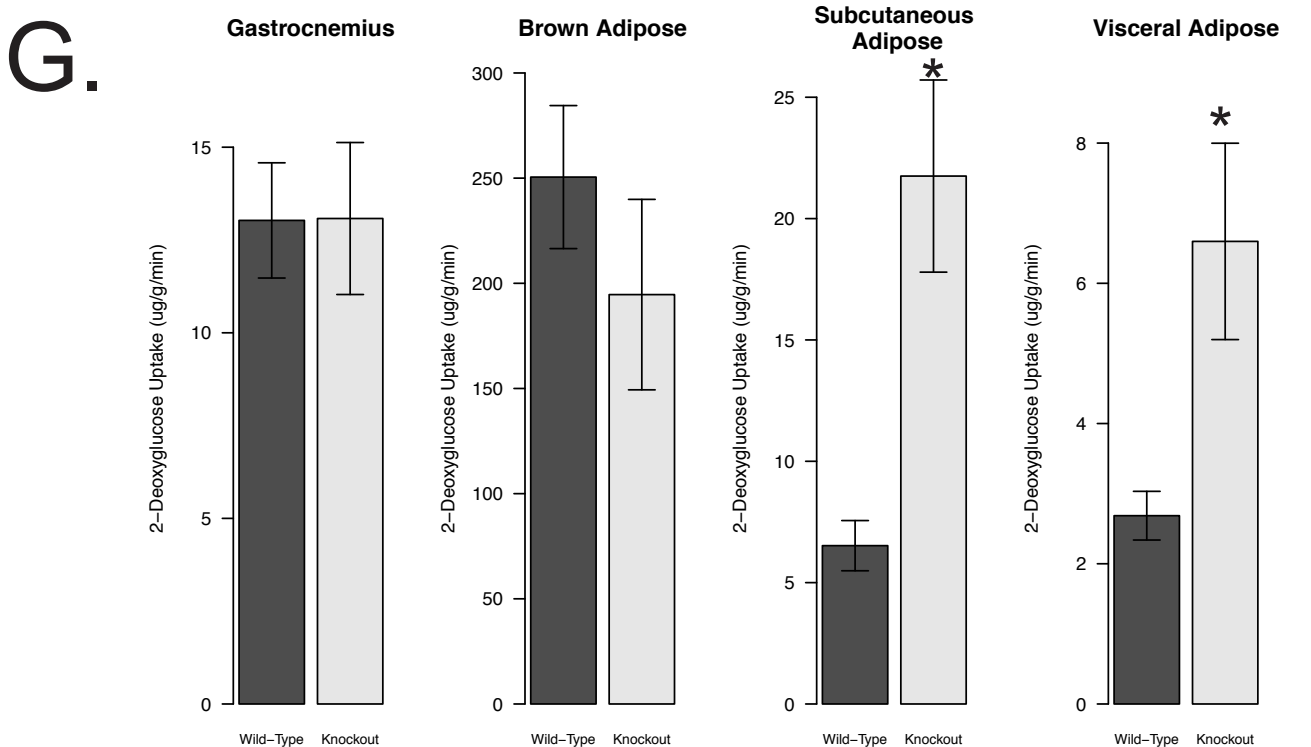 G.
Gastrocnemius
2−Deoxyglucose Uptake (ug/g/min)
15
10
5
0
Wild−Type Knockout
Brown Adipose
2−Deoxyglucose Uptake (ug/g/min)
300
250
200
150
100
50
0
Wild−Type Knockout
Subcutaneous
Adipose
*
2−Deoxyglucose Uptake (ug/g/min)
25
20
15
10
5
0
Wild−Type Knockout
Visceral Adipose
*
2−Deoxyglucose Uptake (ug/g/min)
8
6
4
2
0
Wild−Type Knockout